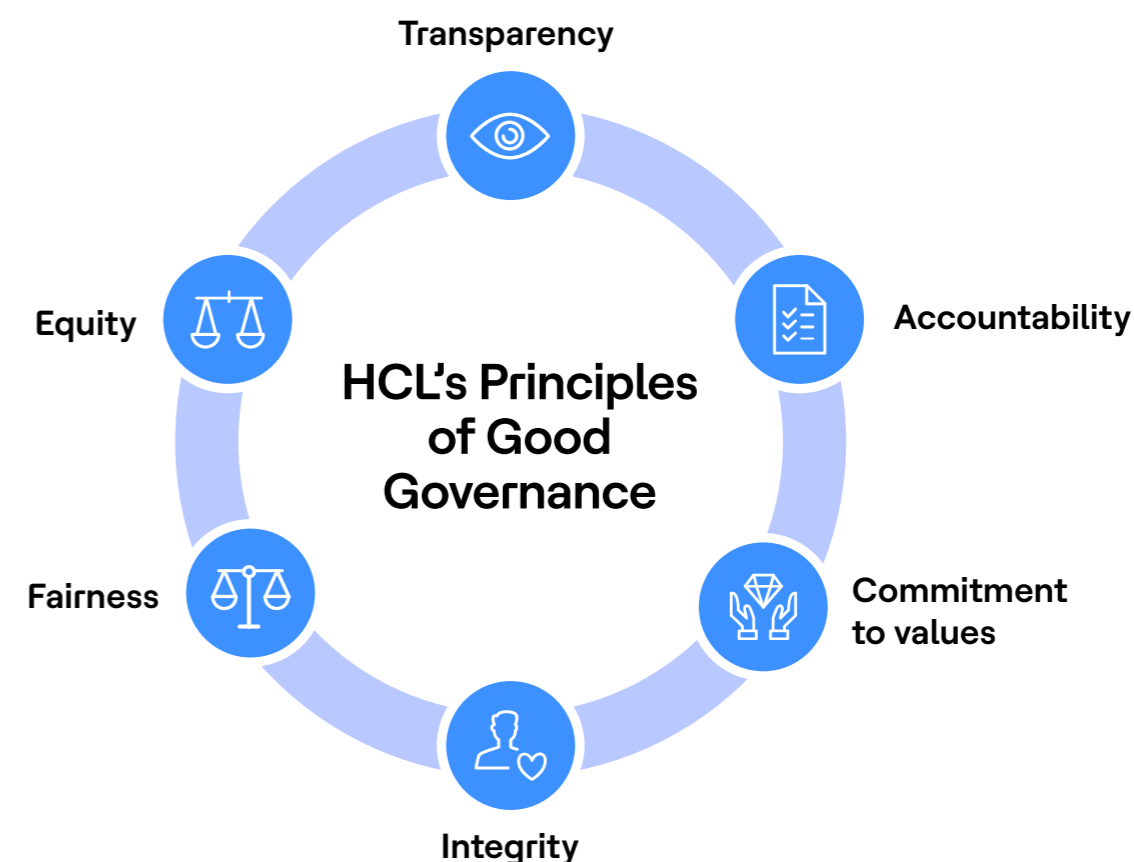 Transparency
Equity
Accountability
HCL's Principles
of Good
Governance
Fairness
Commitment
to values
Integrity